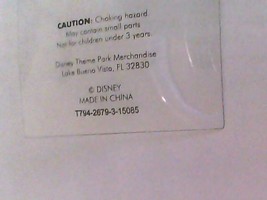 CAUTION: Choking hazard.
May contain small parts
Not for children under 3 years.
Disney Theme Park Merchandise
Lake Buena Vista, FL 32830
© DISNEY
MADE IN CHINA
T794-2679-3-15085